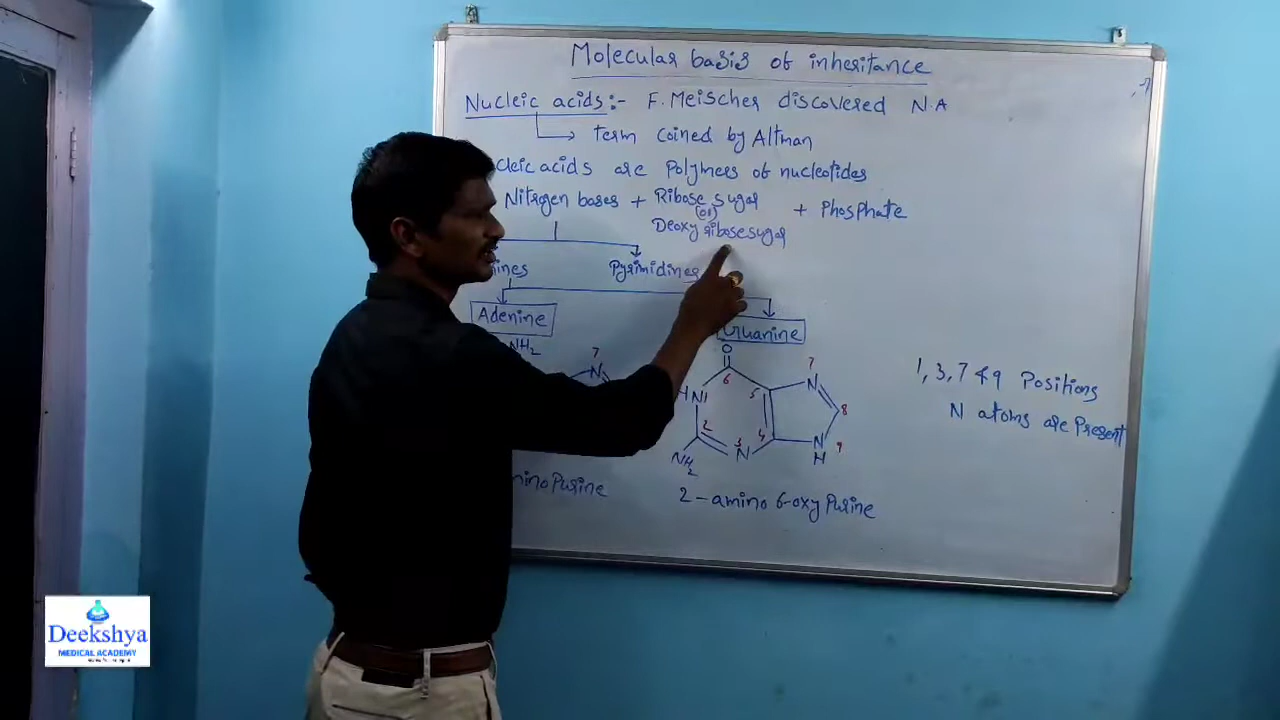 Molecular basis of inheritance
Nucleic acids :- F. Meischer discovered N.A
term coined by Altman
cleic acids are Polymers of nucleotides
Nitrogen bases + Ribose sugar
(or)
Deoxy ribose sugar
+ Phosphate
ines
Pyrimidines
Adenine
Guanine
NH2
7
N
O
6
HN1
5
7
N
8
2
4
3
N
N
H
9
NH2
1, 3, 7 & 9 Positions
N atoms are Present
mino Purine
2-amino 6-oxy Purine
Deekshya
MEDICAL ACADEMY